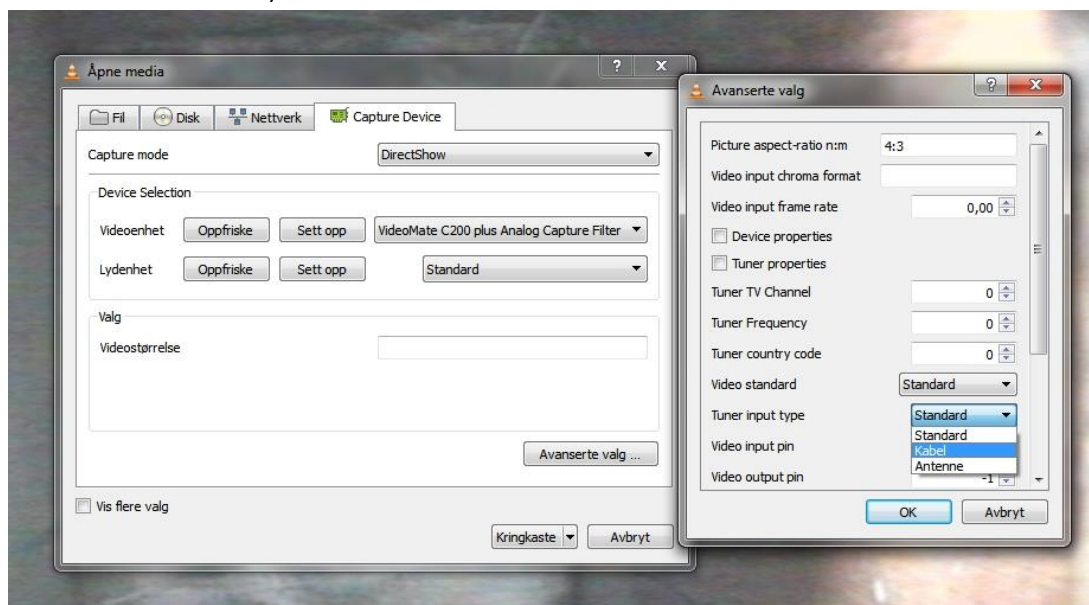 Åpne media
Fil Disk Nettverk Capture Device
Capture mode DirectShow
Device Selection
Videoenhet Oppfriske Sett opp VideoMate C200 plus Analog Capture Filter
Lydenhet Oppfriske Sett opp Standard
Valg
Videostørrelse
Avanserte valg ...
Vis flere valg
Kringkaste Avbryt
Avanserte valg
Picture aspect-ratio n:m 4:3
Video input chroma format
Video input frame rate 0,00
Device properties
Tuner properties
Tuner TV Channel 0
Tuner Frequency 0
Tuner country code 0
Video standard Standard
Tuner input type Standard
Standard
Kabel
Antenne
Video input pin
Video output pin -1
OK Avbryt